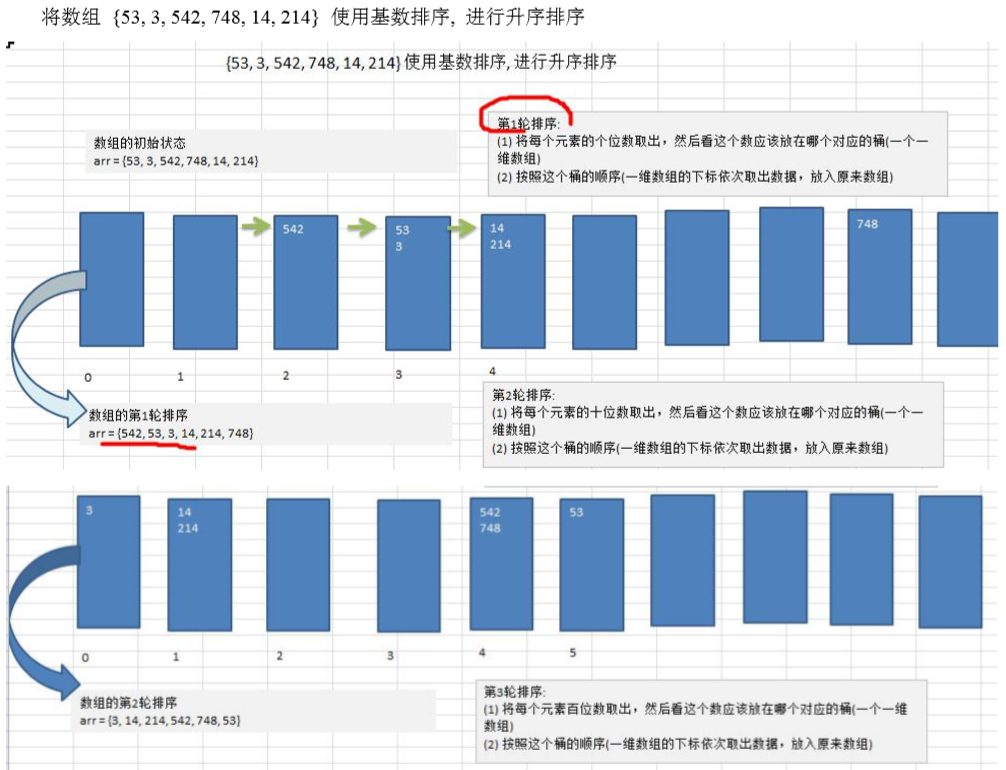 将数组 {53, 3, 542, 748, 14, 214} 使用基数排序, 进行升序排序
{53, 3, 542, 748, 14, 214} 使用基数排序, 进行升序排序
数组的初始状态
arr = {53, 3, 542, 748, 14, 214}
第1轮排序:
(1) 将每个元素的个位数取出，然后看这个数应该放在哪个对应的桶(一个一
维数组)
(2) 按照这个桶的顺序(一维数组的下标依次取出数据，放入原来数组)
542
53
3
14
214
748
0
1
2
3
4
数组的第1轮排序
arr = {542, 53, 3, 14, 214, 748}
第2轮排序:
(1) 将每个元素的十位数取出，然后看这个数应该放在哪个对应的桶(一个一
维数组)
(2) 按照这个桶的顺序(一维数组的下标依次取出数据，放入原来数组)
3
14
214
542
748
53
0
1
2
3
4
5
数组的第2轮排序
arr = {3, 14, 214, 542, 748, 53}
第3轮排序:
(1) 将每个元素百位数取出，然后看这个数应该放在哪个对应的桶(一个一维
数组)
(2) 按照这个桶的顺序(一维数组的下标依次取出数据，放入原来数组)